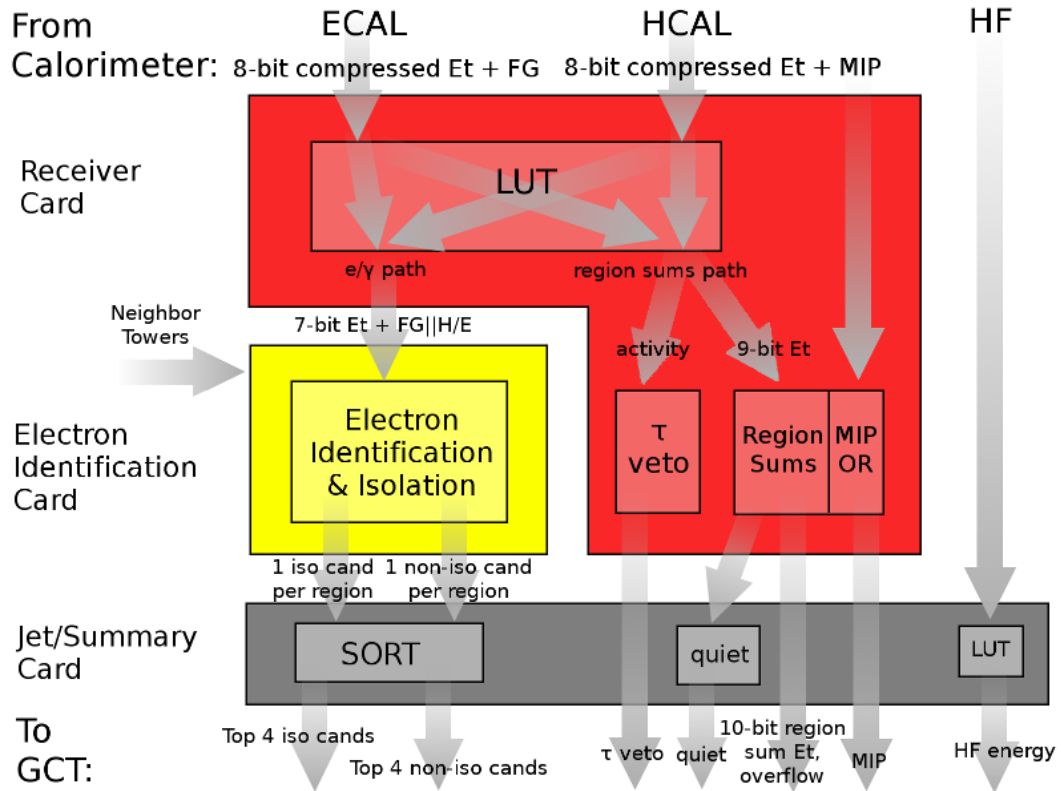 From
Calorimeter:
ECAL
HCAL
HF
8-bit compressed Et + FG
8-bit compressed Et + MIP
Receiver
Card
LUT
e/γ path
region sums path
Neighbor
Towers
7-bit Et + FG||H/E
activity
9-bit Et
Electron
Identification
Card
Electron
Identification
& Isolation
τ
veto
Region
Sums
MIP
OR
1 iso cand
per region
1 non-iso cand
per region
Jet/Summary
Card
SORT
quiet
LUT
To
GCT:
Top 4 iso cands
Top 4 non-iso cands
τ veto
quiet
10-bit region
sum Et,
overflow
MIP
HF energy